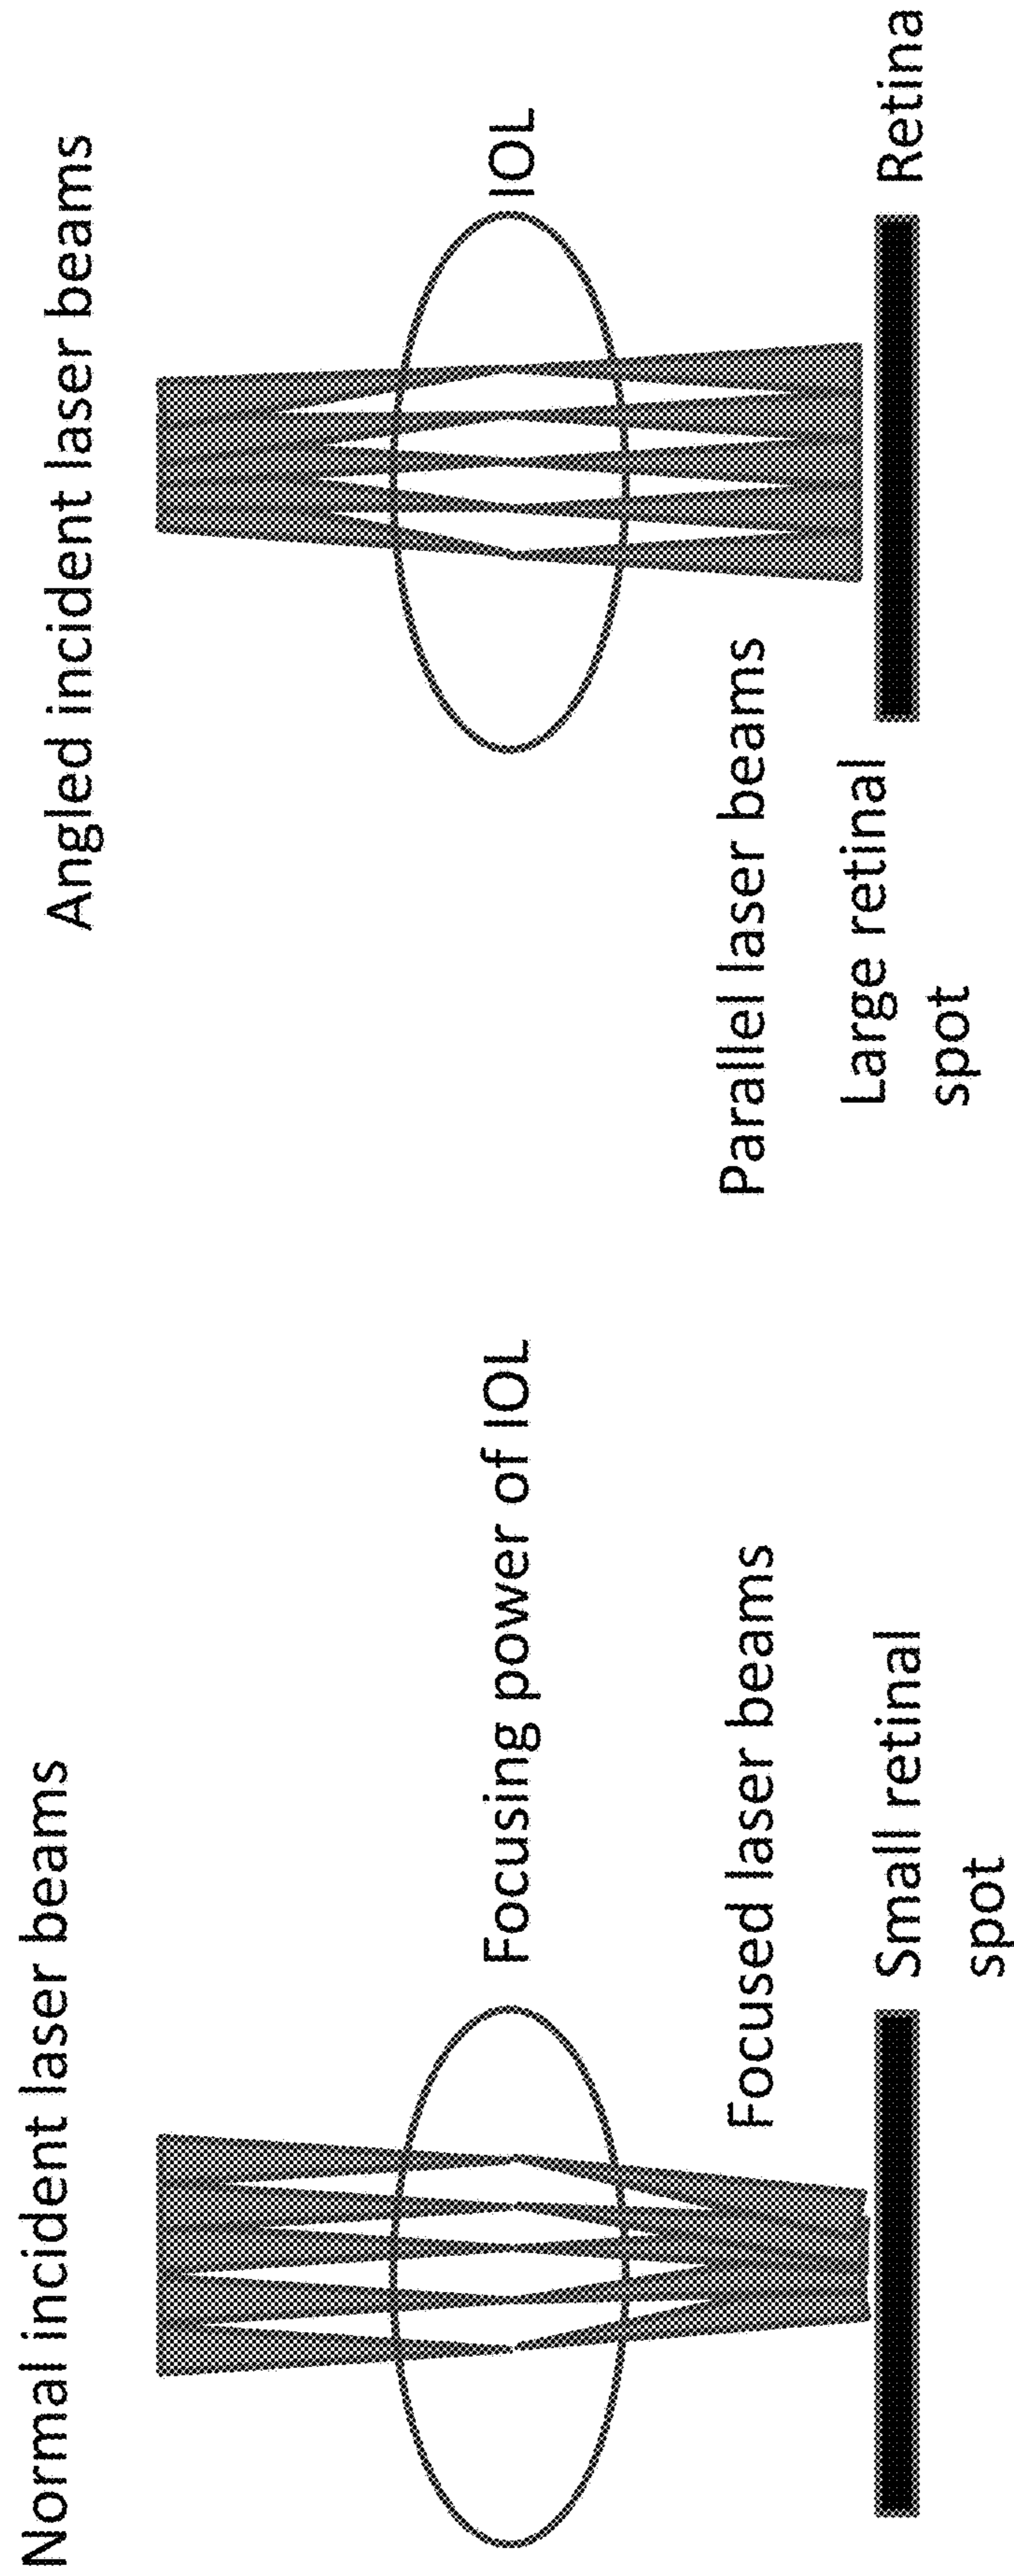 Normal incident laser beams
Focusing power of IOL
Focused laser beams
Small retinal
spot
Angled incident laser beams
IOL
Parallel laser beams
Large retinal
spot
Retina